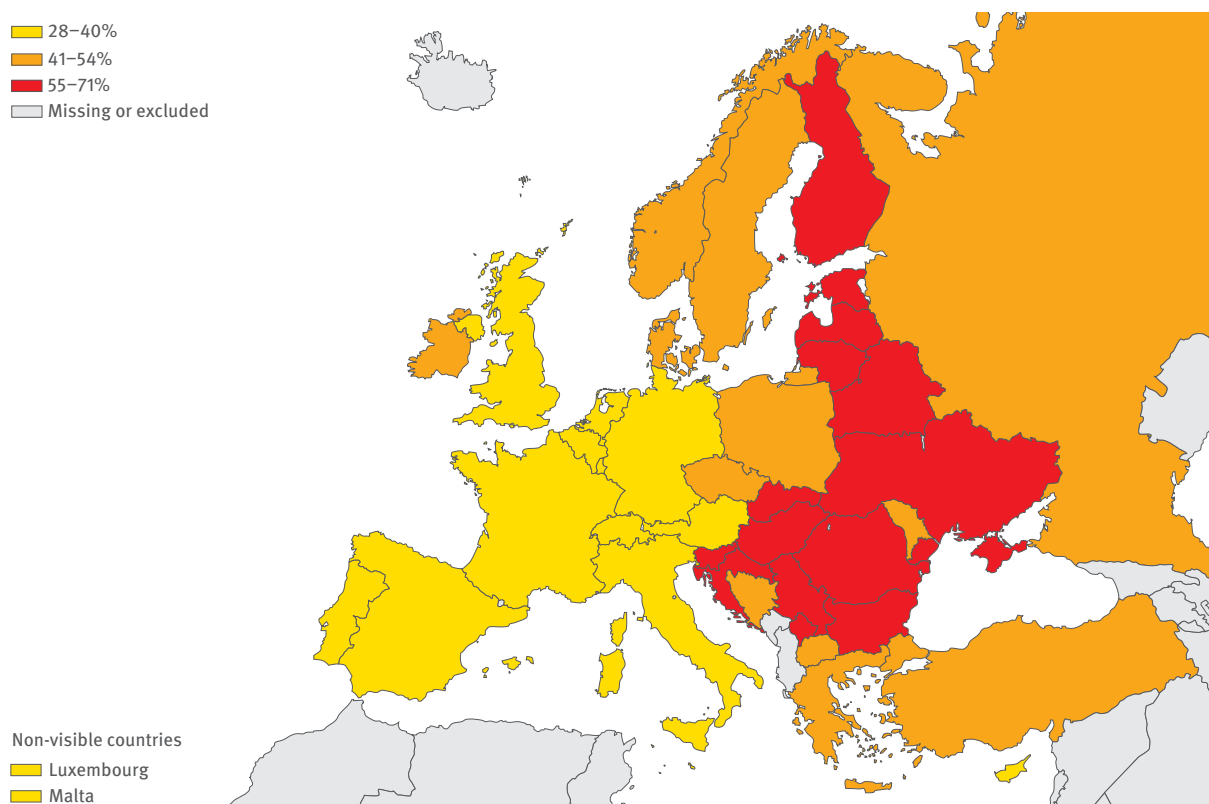 28–40%
41–54%
55–71%
Missing or excluded
Non-visible countries
Luxembourg
Malta